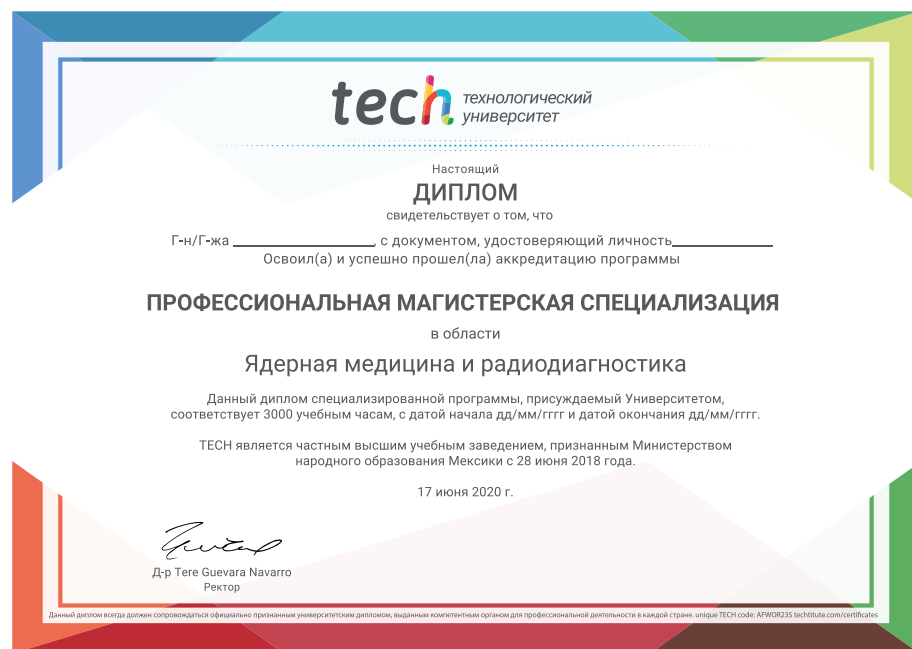 tech технологический
университет
Настоящий
ДИПЛОМ
свидетельствует о том, что
Г-н/Г-жа ______________, с документом, удостоверяющий личность__________
Освоил(а) и успешно прошел(ла) аккредитацию программы
ПРОФЕССИОНАЛЬНАЯ МАГИСТЕРСКАЯ СПЕЦИАЛИЗАЦИЯ
в области
Ядерная медицина и радиодиагностика
Данный диплом специализированной программы, присуждаемый Университетом,
соответствует 3000 учебным часам, с датой начала дд/мм/гггг и датой окончания дд/мм/гггг.
TECH является частным высшим учебным заведением, признанным Министерством
народного образования Мексики с 28 июня 2018 года.
17 июня 2020 г.
Д-р Tere Guevara Navarro
Ректор
Данный диплом всегда должен сопровождаться официально признанным университетским дипломом, выданным компетентным органом для профессиональной деятельности в каждой стране. unique TECH code: AFWOR23S techtitute.com/certificates